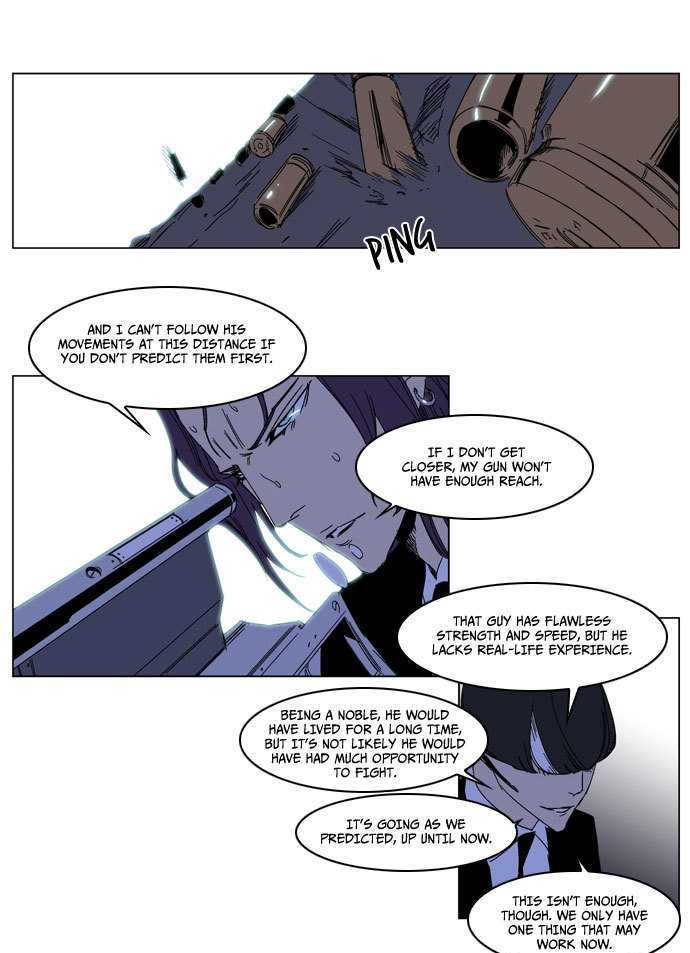 PING
AND I CAN'T FOLLOW HIS
MOVEMENTS AT THIS DISTANCE IF
YOU DON'T PREDICT THEM FIRST.
IF I DON'T GET
CLOSER, MY GUN WON'T
HAVE ENOUGH REACH.
THAT GUY HAS FLAWLESS
STRENGTH AND SPEED, BUT HE
LACKS REAL-LIFE EXPERIENCE.
BEING A NOBLE, HE WOULD
HAVE LIVED FOR A LONG TIME,
BUT IT'S NOT LIKELY HE WOULD
HAVE HAD MUCH OPPORTUNITY
TO FIGHT.
IT'S GOING AS WE
PREDICTED, UP UNTIL NOW.
THIS ISN'T ENOUGH,
THOUGH. WE ONLY HAVE
ONE THING THAT MAY
WORK NOW.